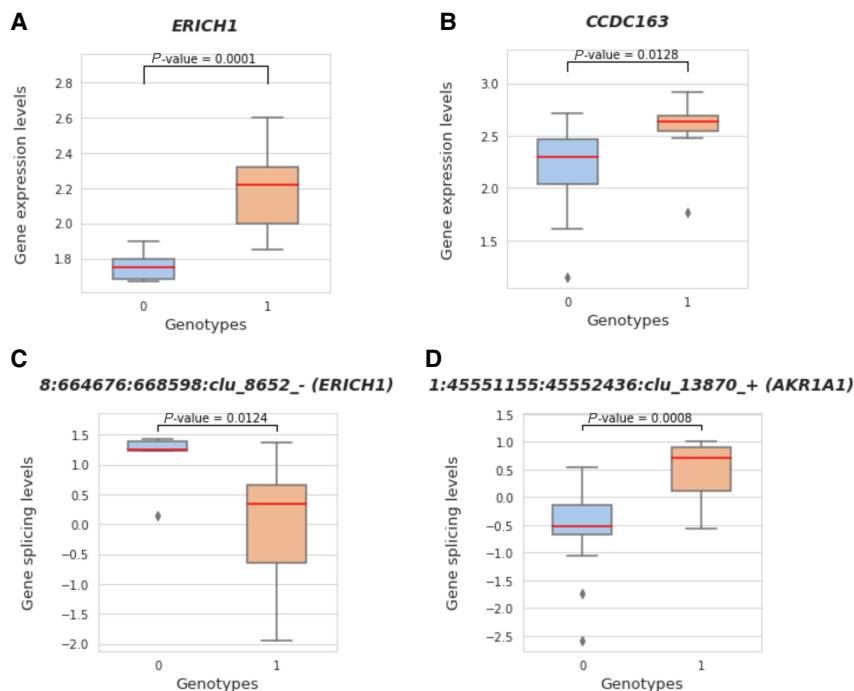 A
ERICH1
P-value = 0.0001
Gene expression levels
2.8
2.6
2.4
2.2
2.0
1.8
0
1
Genotypes
B
CCDC163
P-value = 0.0128
Gene expression levels
3.0
2.5
2.0
1.5
0
1
Genotypes
C
8:664676:668598:clu_8652_- (ERICH1)
P-value = 0.0124
Gene splicing levels
1.5
1.0
0.5
0.0
−0.5
−1.0
−1.5
−2.0
0
1
Genotypes
D
1:45551155:45552436:clu_13870_+ (AKR1A1)
P-value = 0.0008
Gene splicing levels
1.5
1.0
0.5
0.0
−0.5
−1.0
−1.5
−2.0
−2.5
0
1
Genotypes